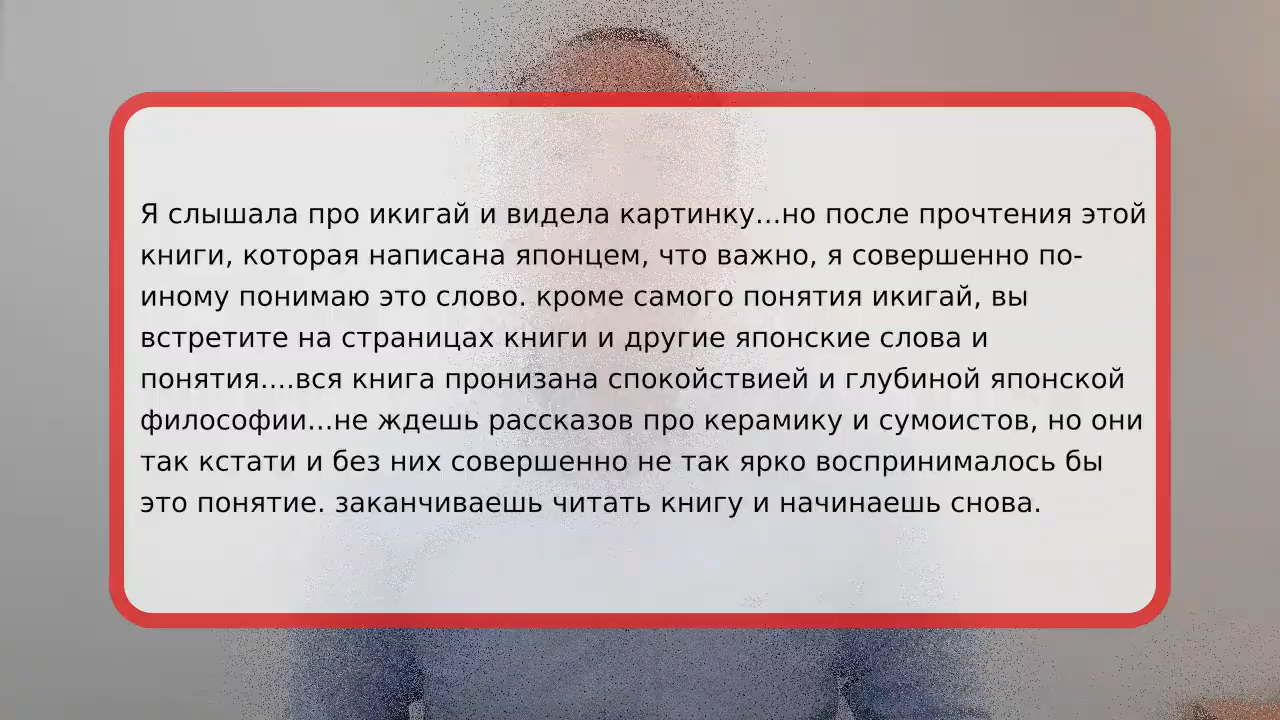 Я слышала про икигай и видела картинку...но после прочтения этой
книги, которая написана японцем, что важно, я совершенно по-
иному понимаю это слово. кроме самого понятия икигай, вы
встретите на страницах книги и другие японские слова и
понятия....вся книга пронизана спокойствией и глубиной японской
философии...не ждешь рассказов про керамику и сумоистов, но они
так кстати и без них совершенно не так ярко воспринималось бы
это понятие. заканчиваешь читать книгу и начинаешь снова.